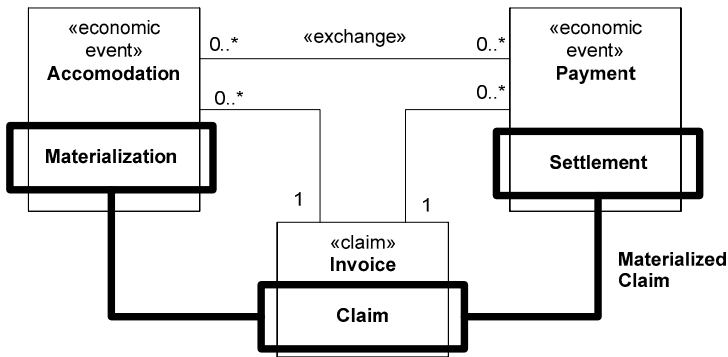 «economic
event»
Accomodation
0..*
«exchange»
0..*
«economic
event»
Payment
0..*
0..*
Materialization
Settlement
1
1
«claim»
Invoice
Materialized
Claim
Claim